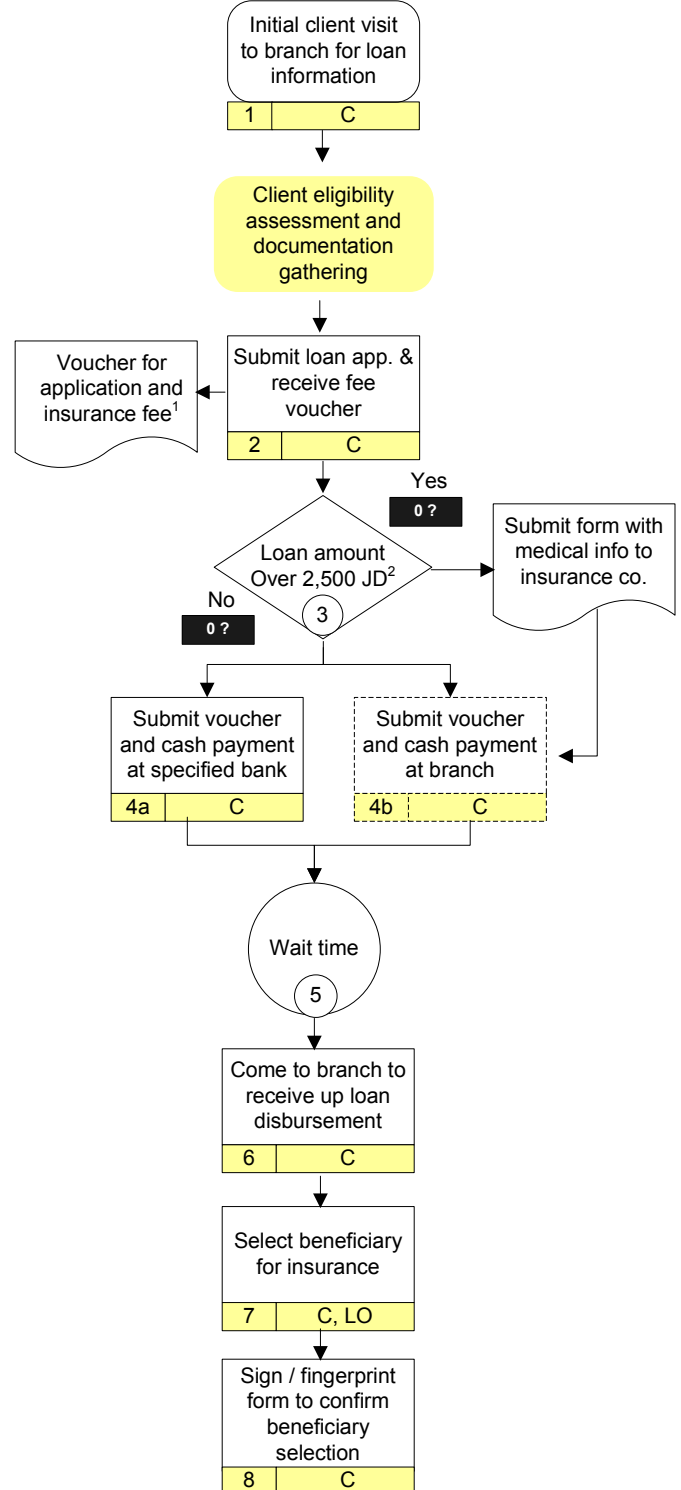 Initial client visit
to branch for loan
information
1 C
Client eligibility
assessment and
documentation
gathering
Voucher for
application and
insurance fee1
Submit loan app. &
receive fee
voucher
2 C
Yes
0 ?
Loan amount
Over 2,500 JD2
3
No
0 ?
Submit form with
medical info to
insurance co.
Submit voucher
and cash payment
at specified bank
4a C
Submit voucher
and cash payment
at branch
4b C
Wait time
5
Come to branch to
receive up loan
disbursement
6 C
Select beneficiary
for insurance
7 C, LO
Sign / fingerprint
form to confirm
beneficiary
selection
8 C